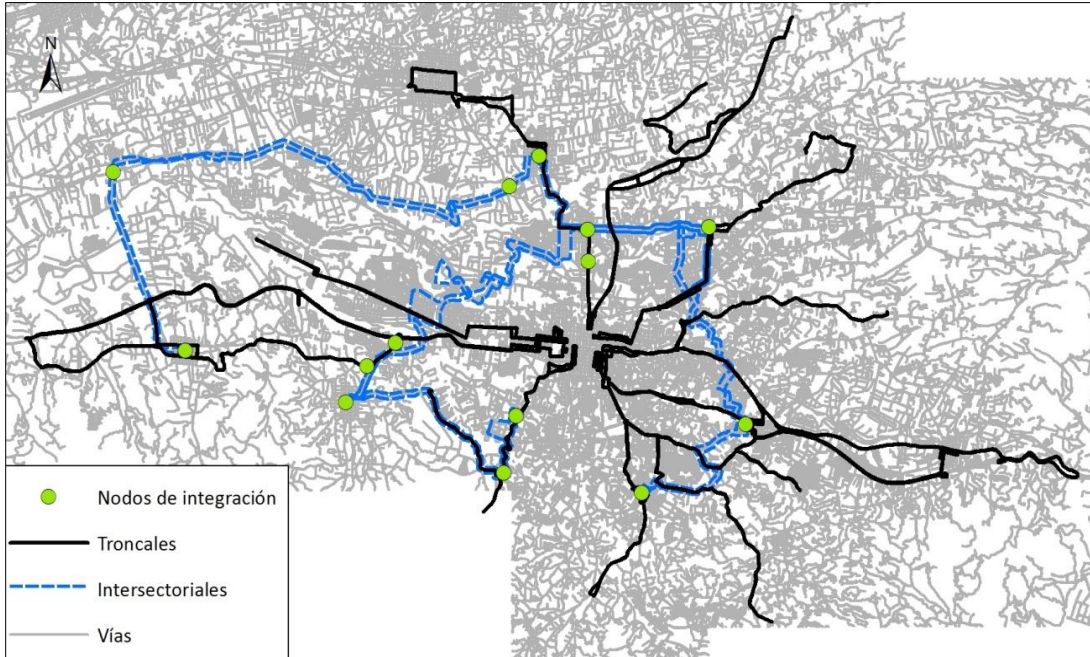 N
Nodos de integración
Troncales
Intersectoriales
Vías